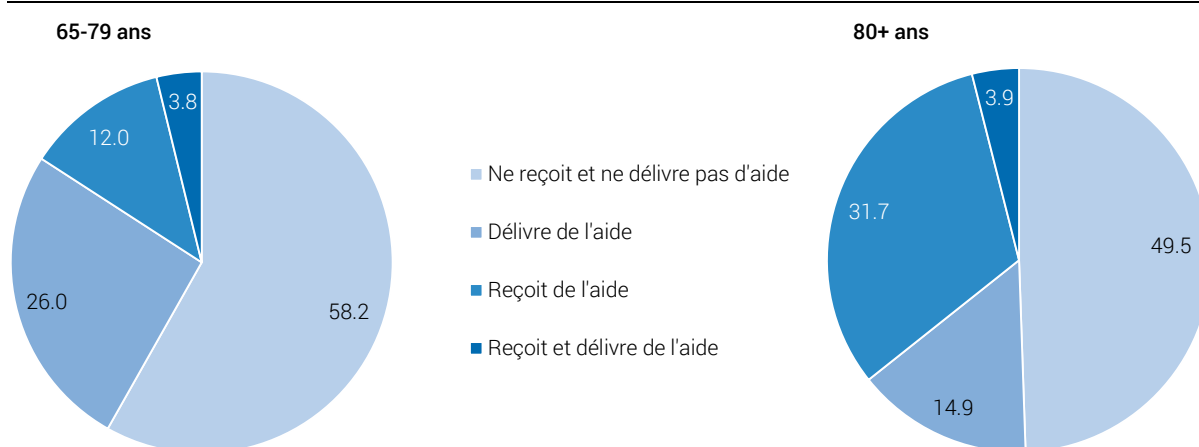 65-79 ans
3.8
12.0
26.0
58.2
Ne reçoit et ne délivre pas d'aide
Délivre de l'aide
Reçoit de l'aide
Reçoit et délivre de l'aide
80+ ans
3.9
31.7
49.5
14.9